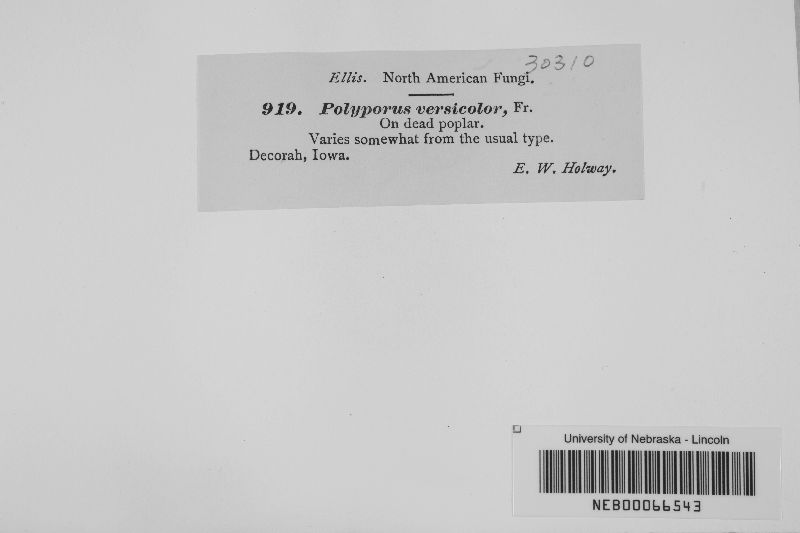 30310
Ellis. North American Fungi.
919. Polyporus versicolor, Fr.
On dead poplar.
Varies somewhat from the usual type.
Decorah, Iowa.
E. W. Holway.
University of Nebraska - Lincoln
NEB00066543